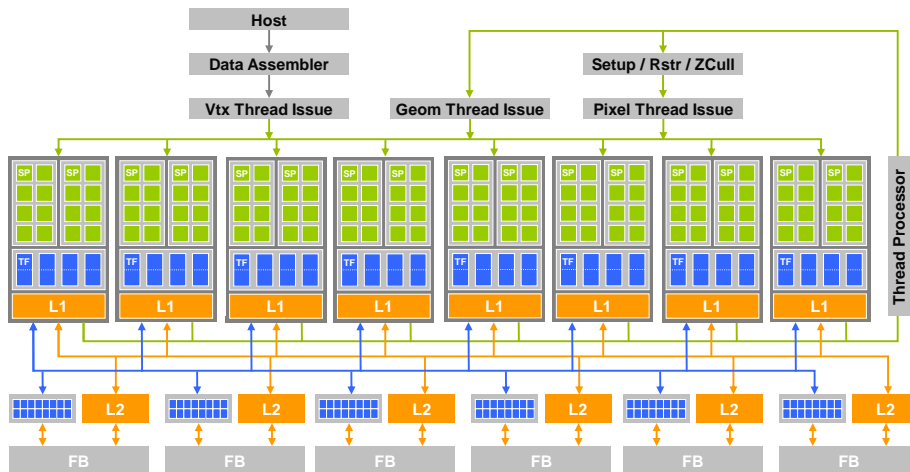 Host
Data Assembler
Setup / Rstr / ZCull
Vtx Thread Issue
Geom Thread Issue
Pixel Thread Issue
SP SP SP SP SP SP SP SP SP SP SP SP SP SP SP SP
Thread Processor
TF TF TF TF TF TF TF TF
L1 L1 L1 L1 L1 L1 L1 L1
L2 L2 L2 L2 L2 L2
FB FB FB FB FB FB